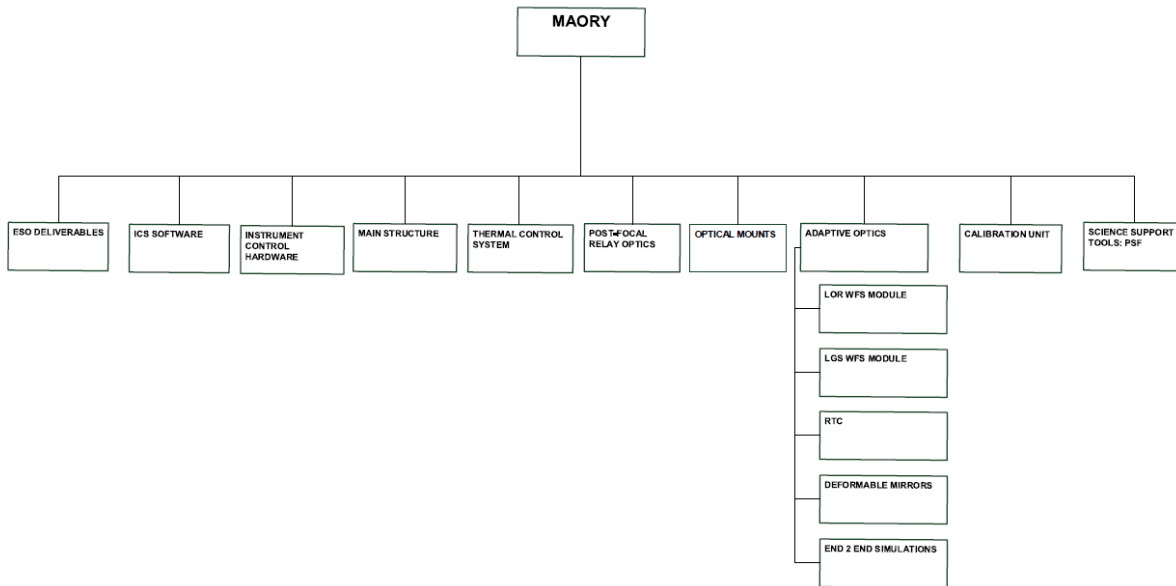 MAORY
ESO DELIVERABLES
ICS SOFTWARE
INSTRUMENT
CONTROL
HARDWARE
MAIN STRUCTURE
THERMAL CONTROL
SYSTEM
POST-FOCAL
RELAY OPTICS
OPTICAL MOUNTS
ADAPTIVE OPTICS
CALIBRATION UNIT
SCIENCE SUPPORT
TOOLS: PSF
LOR WFS MODULE
LGS WFS MODULE
RTC
DEFORMABLE MIRRORS
END 2 END SIMULATIONS